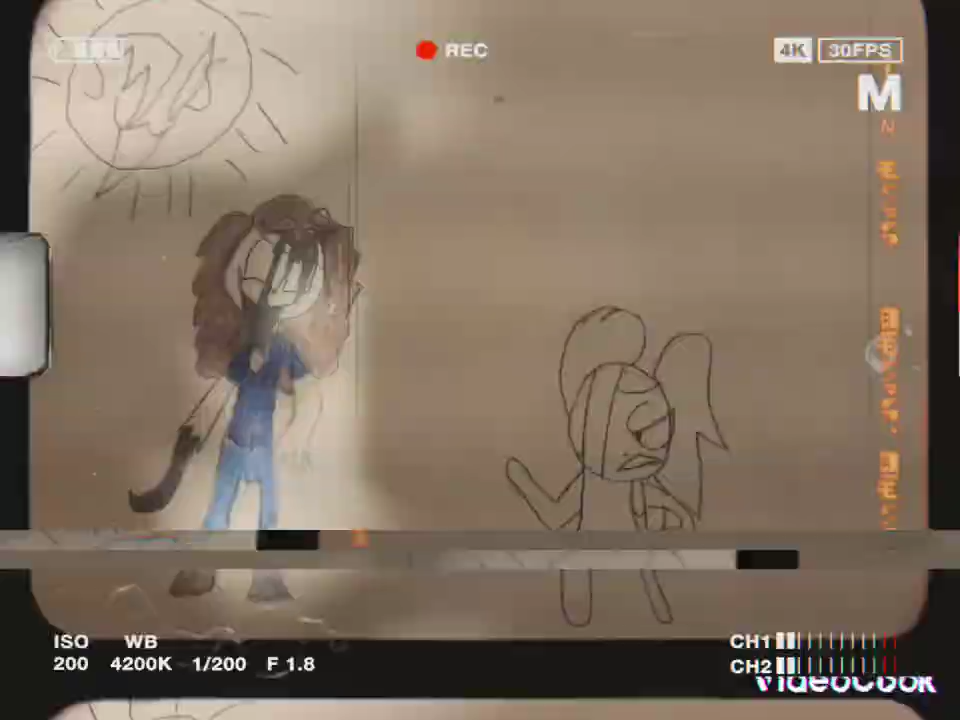 REC
4K 30FPS
M
N
ISO WB
200 4200K 1/200 F 1.8
CH1
CH2
VideoCook